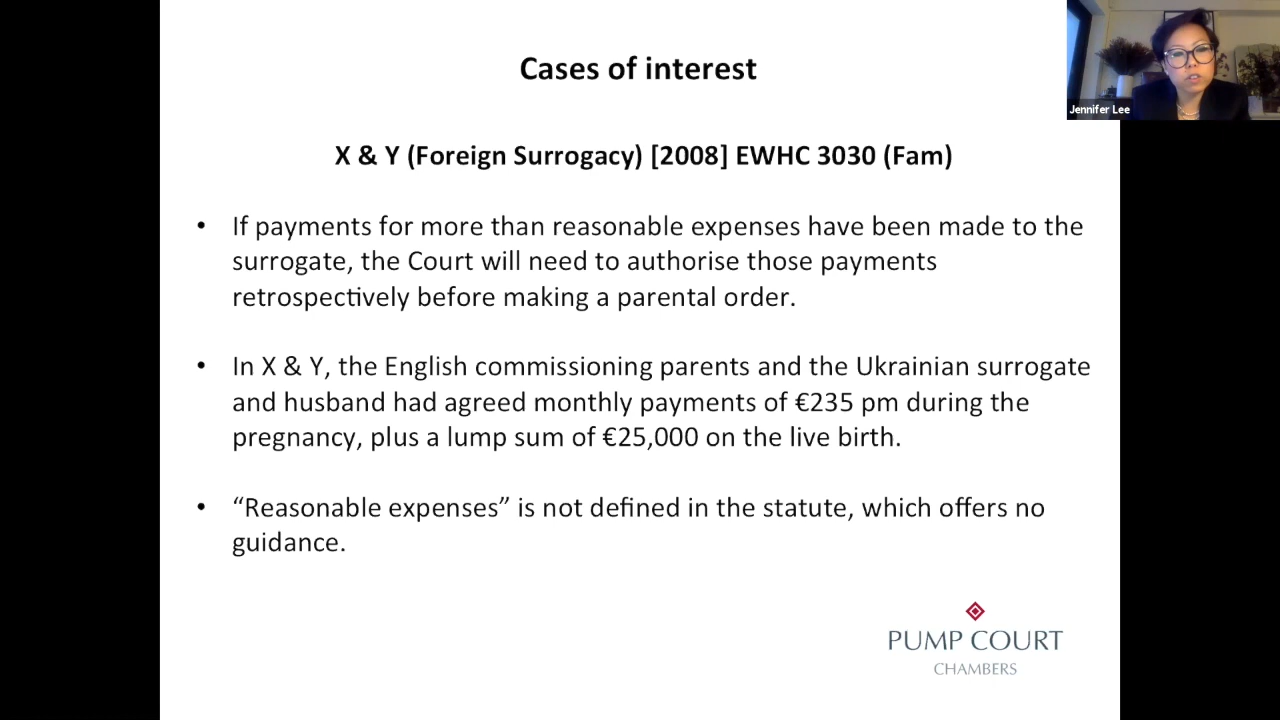 Cases of interest
Jennifer Lee
X & Y (Foreign Surrogacy) [2008] EWHC 3030 (Fam)
• If payments for more than reasonable expenses have been made to the
surrogate, the Court will need to authorise those payments
retrospectively before making a parental order.
• In X & Y, the English commissioning parents and the Ukrainian surrogate
and husband had agreed monthly payments of €235 pm during the
pregnancy, plus a lump sum of €25,000 on the live birth.
• “Reasonable expenses” is not defined in the statute, which offers no
guidance.
PUMP COURT
CHAMBERS